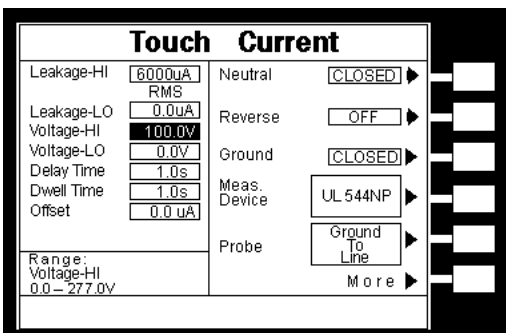 Touch Current
Leakage-HI 6000uA
RMS
Leakage-LO 0.0uA
Voltage-HI 100.0V
Voltage-LO 0.0V
Delay Time 1.0s
Dwell Time 1.0s
Offset 0.0 uA
Range:
Voltage-HI
0.0 – 277.0V
Neutral CLOSED
Reverse OFF
Ground CLOSED
Meas.
Device UL544NP
Probe Ground
To
Line
More